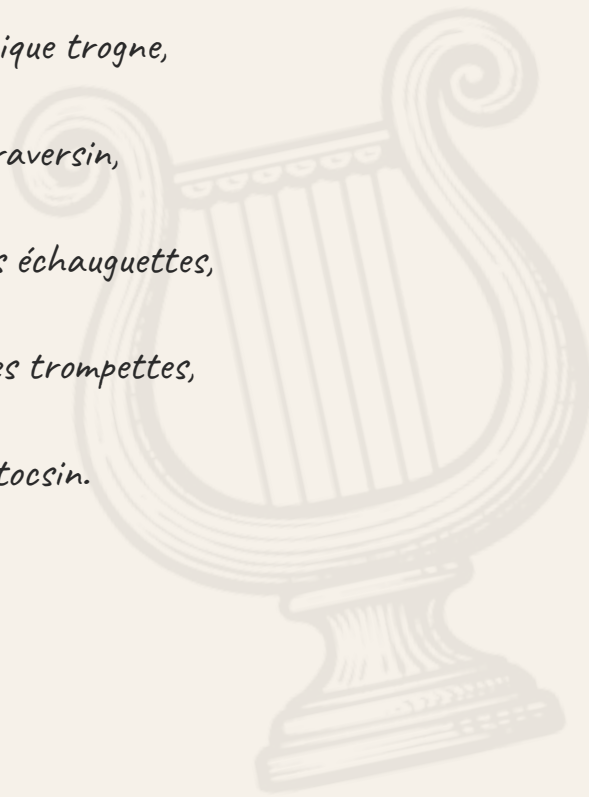 ique trogne,
raversin,
s échauguettes,
es trompettes,
tocsin.